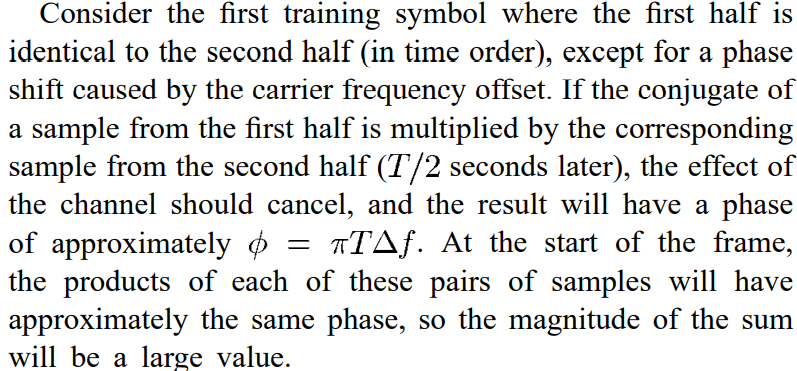 Consider the first training symbol where the first half is
identical to the second half (in time order), except for a phase
shift caused by the carrier frequency offset. If the conjugate of
a sample from the first half is multiplied by the corresponding
sample from the second half (T/2 seconds later), the effect of
the channel should cancel, and the result will have a phase
of approximately ϕ = πTΔf. At the start of the frame,
the products of each of these pairs of samples will have
approximately the same phase, so the magnitude of the sum
will be a large value.